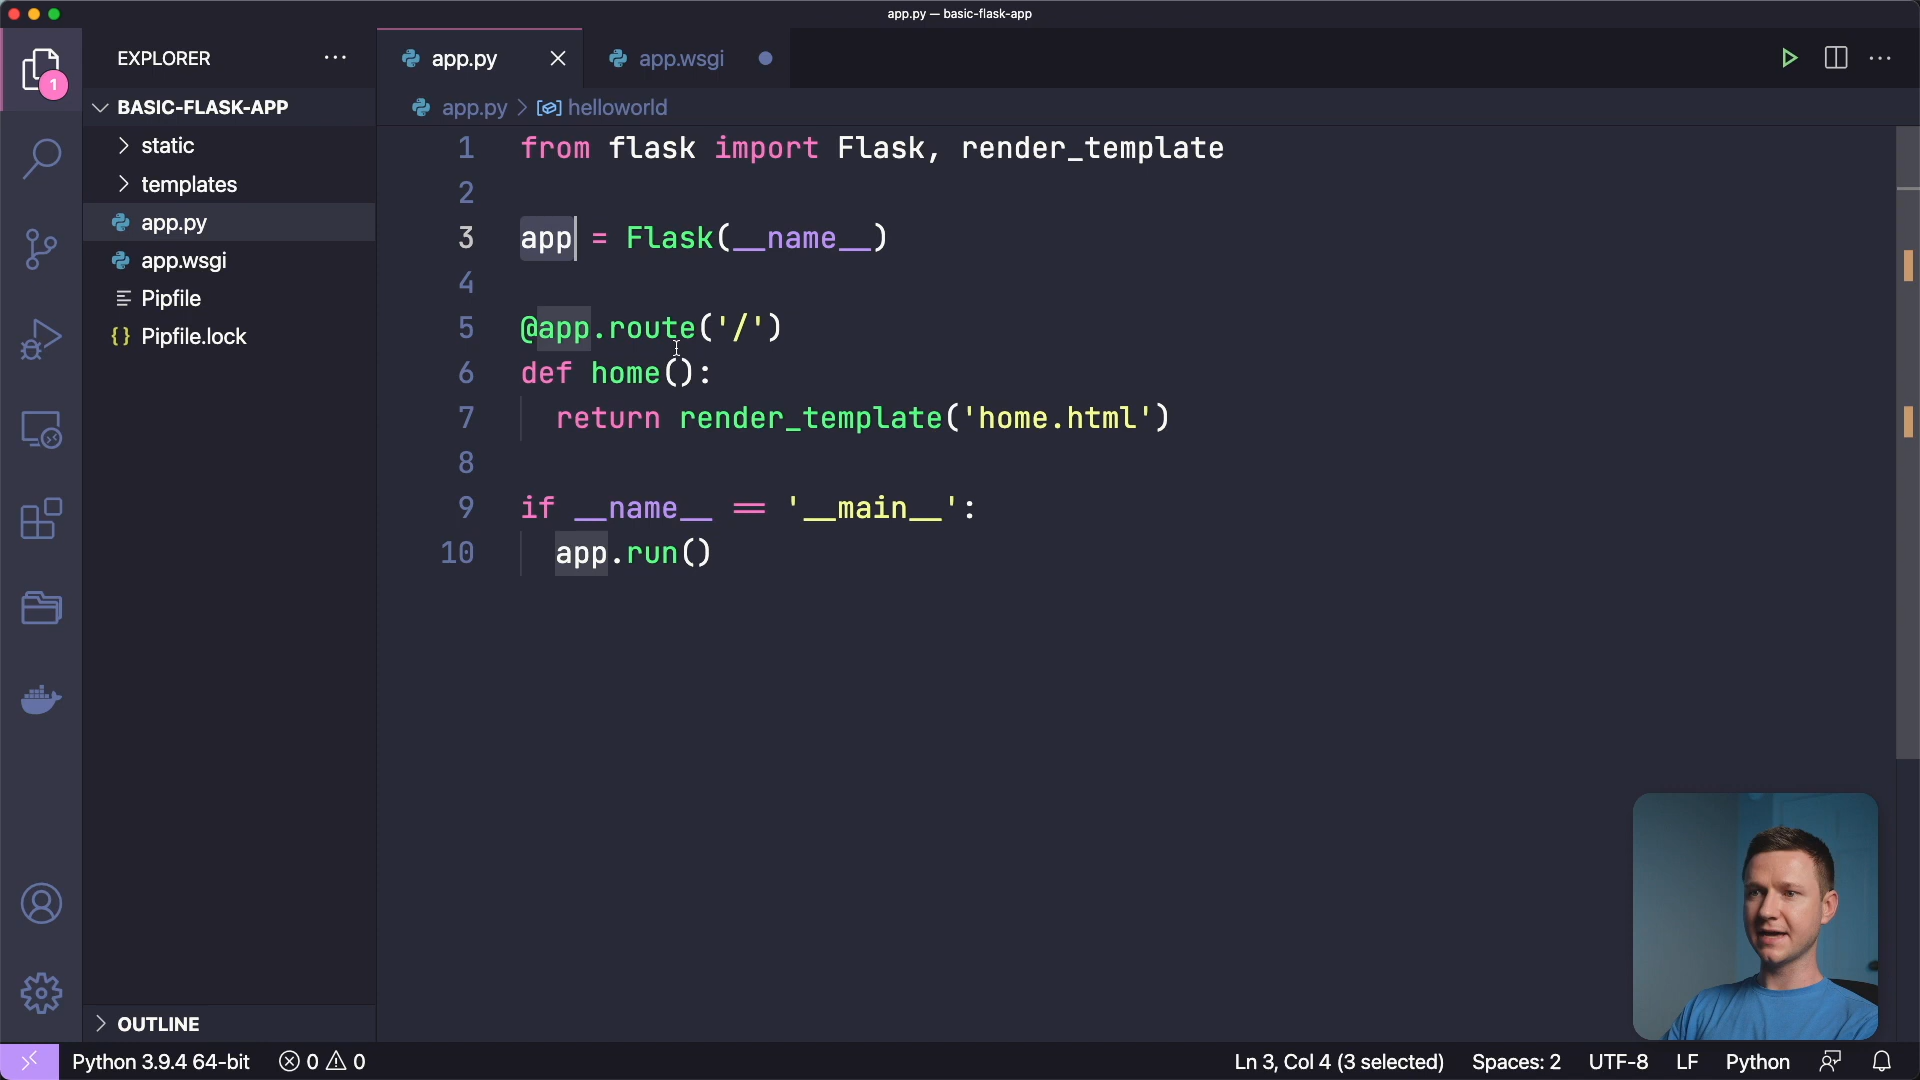 app.py — basic-flask-app
EXPLORER
app.py
app.wsgi
1
BASIC-FLASK-APP
app.py > helloworld
static
templates
app.py
app.wsgi
Pipfile
{} Pipfile.lock
1 from flask import Flask, render_template
2
3 app = Flask(__name__)
4
5 @app.route('/')
6 def home():
7 return render_template('home.html')
8
9 if __name__ == '__main__':
10 app.run()
OUTLINE
Python 3.9.4 64-bit 0 0 Ln 3, Col 4 (3 selected) Spaces: 2 UTF-8 LF Python